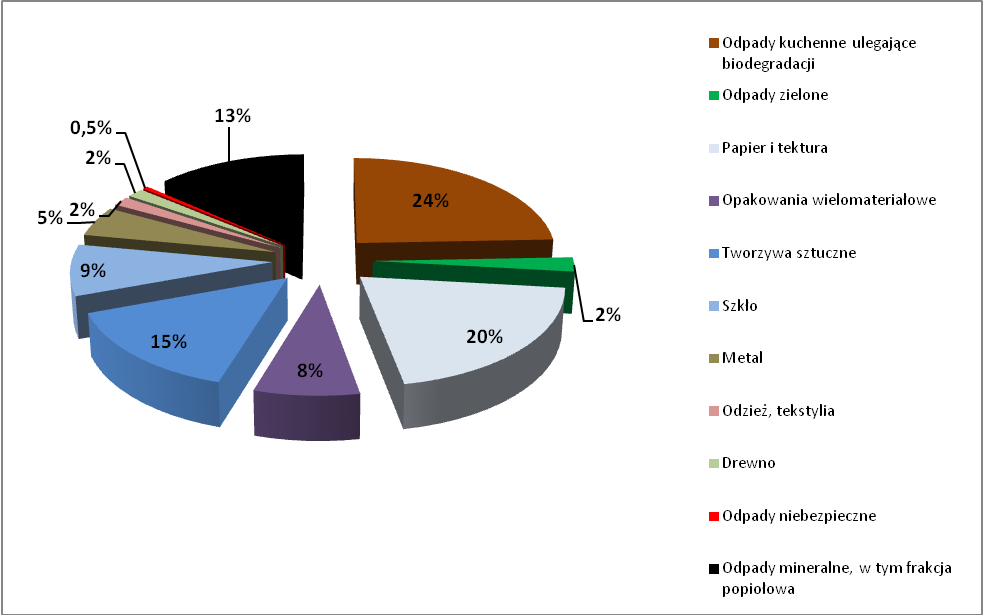 13%
0,5%
2%
2%
5%
9%
15%
8%
20%
2%
24%
Odpady kuchenne ulegające
biodegradacji
Odpady zielone
Papier i tektura
Opakowania wielomateriałowe
Tworzywa sztuczne
Szkło
Metal
Odzież, tekstylia
Drewno
Odpady niebezpieczne
Odpady mineralne, w tym frakcja
popiołowa